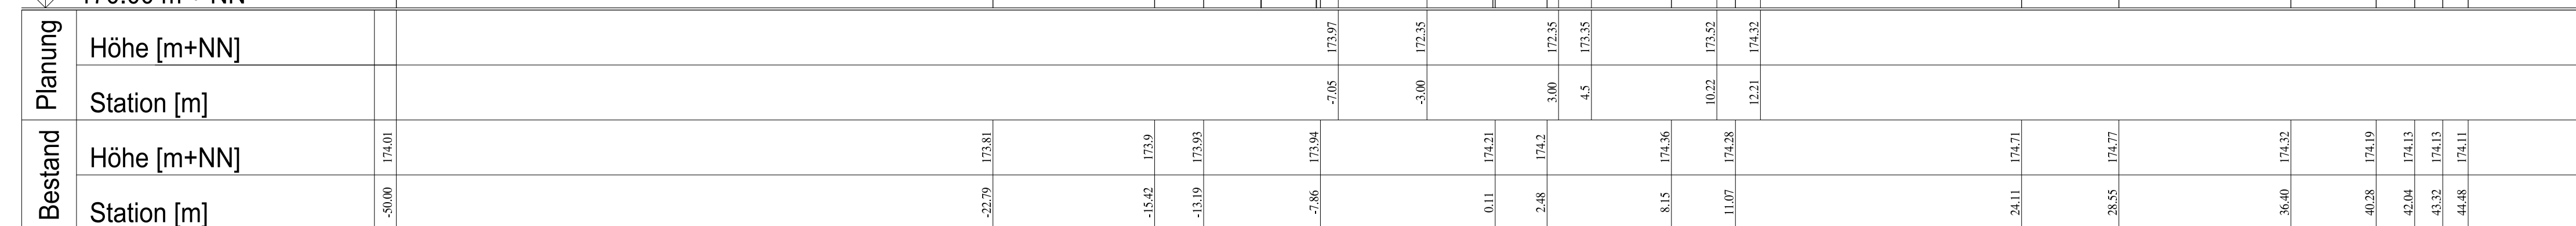 Planung
Höhe [m+NN] 173.97 172.35 172.35 173.35 173.52 174.32
Station [m] -7.05 -3.00 3.00 4.5 10.22 12.21
Bestand
Höhe [m+NN] 174.01 173.81 173.9 173.93 173.94 174.21 174.2 174.36 174.28 174.71 174.77 174.32 174.19 174.13 174.13 174.11
Station [m] -50.00 -22.79 -15.42 -13.19 -7.86 0.11 2.48 8.15 11.07 24.11 28.55 36.40 40.28 42.04 43.32 44.48